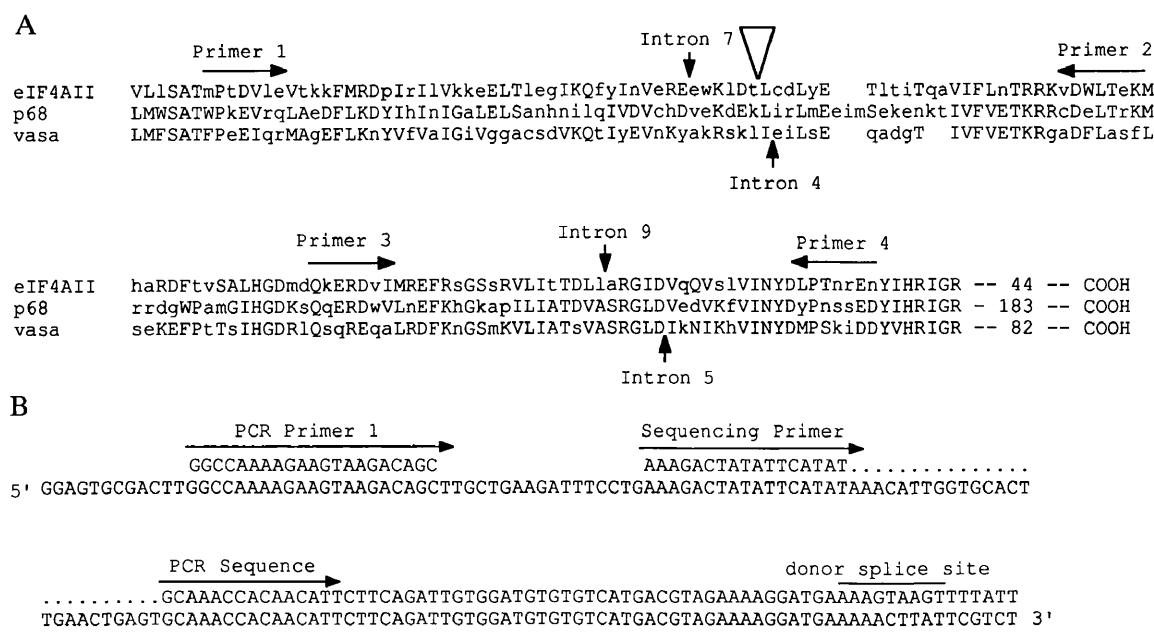 A
Primer 1
Intron 7
Primer 2
eIF4AII VLlSATmPtDVleVtkkFMRDpIrIlVkkeELTlegIKQfyInVeREewKlDtLcdLyE TltiTqaVIFLnTRRKvDWLTeKM
p68 LMWSATWPkEVrqLAeDFLKDYIhInIGaLELSanhnilqIVDVchDveKdEkLirLmEeimSekenktIVFVETKRRcDeLTrKM
vasa LMFSATFPeEIqrMAgEFLKNYVfVaIGiVggacsdVKQtIyEVnKyakRsklIeiLsE qadgT IVFVETKRgaDFLasfL
Intron 4
Primer 3
Intron 9
Primer 4
eIF4AII haRDFtvSALHGDmdQkERDvIMREFRsGSsRVLItTDLlaRGIDVqQVslVINYDLPTnrEnYIHRIGR -- 44 -- COOH
p68 rrdgWPamGIHGDKsQqERDwVLnEFKhGkapILIATDVASRGLDVedVKfVINYDyPnssEDYIHRIGR - 183 -- COOH
vasa seKEFPtTsIHGDRlQsqREqaLRDFKnGSmKVLIATsVASRGLDIkNIKhVINYDMPSkiDDYVHRIGR -- 82 -- COOH
Intron 5
B
PCR Primer 1
Sequencing Primer
GGCCAAAAGAAGTAAGACAGC AAAGACTATATTCATAT...............
5' GGAGTGCGACTTGGCCAAAAGAAGTAAGACAGCTTGCTGAAGATTTCCTGAAAGACTATATTCATATAAACATTGGTGCACT
PCR Sequence
donor splice site
..........GCAAACCACAACATTCTTCAGATTGTGGATGTGTGTCATGACGTAGAAAAGGATGAAAAGTAAGTTTTATT
TGAACTGAGTGCAAACCACAACATTCTTCAGATTGTGGATGTGTGTCATGACGTAGAAAAGGATGAAAAACTTATTCGTCT 3'